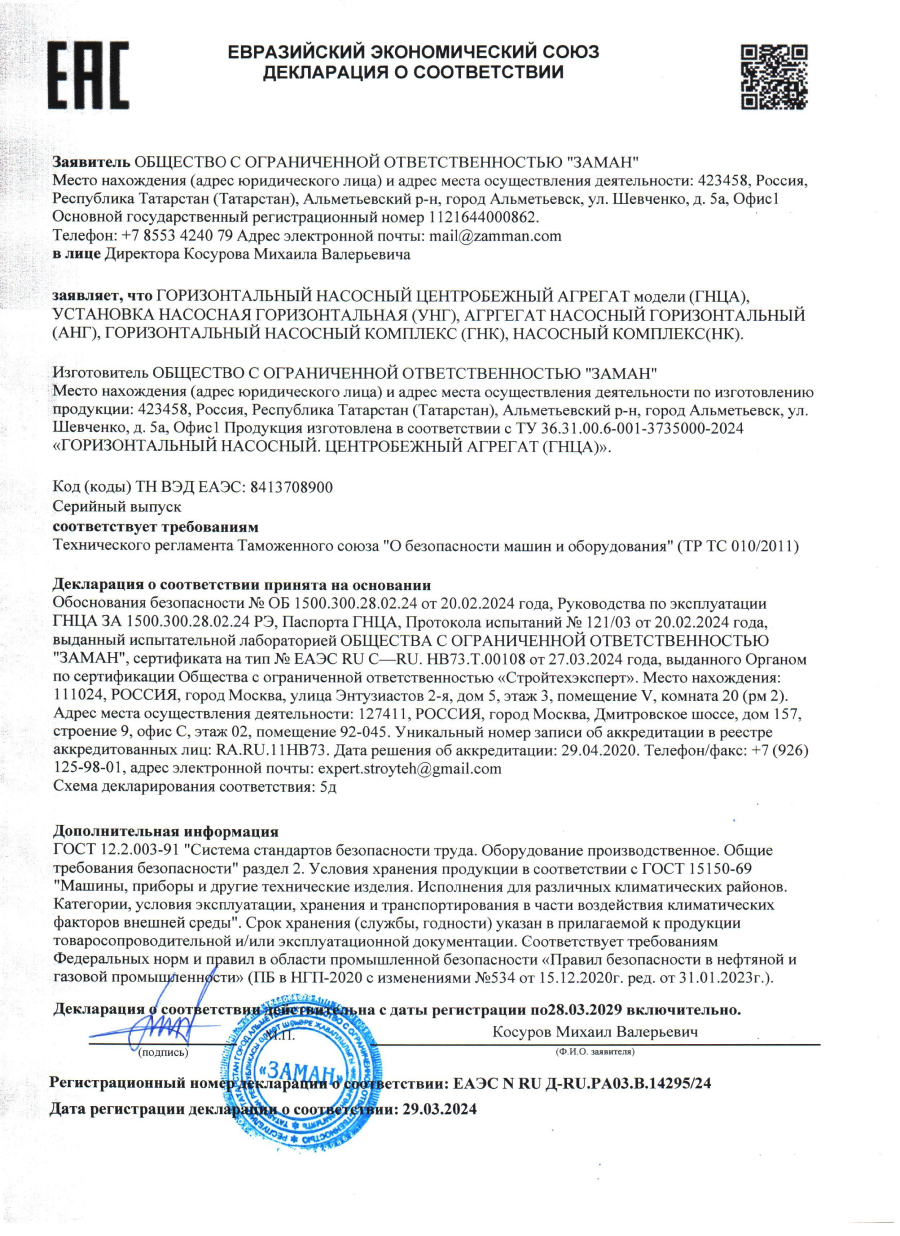 ЕАС
ЕВРАЗИЙСКИЙ ЭКОНОМИЧЕСКИЙ СОЮЗ
ДЕКЛАРАЦИЯ О СООТВЕТСТВИИ
Заявитель ОБЩЕСТВО С ОГРАНИЧЕННОЙ ОТВЕТСТВЕННОСТЬЮ "ЗАМАН"
Место нахождения (адрес юридического лица) и адрес места осуществления деятельности: 423458, Россия,
Республика Татарстан (Татарстан), Альметьевский р-н, город Альметьевск, ул. Шевченко, д. 5а, Офис1
Основной государственный регистрационный номер 1121644000862.
Телефон: +7 8553 4240 79 Адрес электронной почты: mail@zamman.com
в лице Директора Косурова Михаила Валерьевича
заявляет, что ГОРИЗОНТАЛЬНЫЙ НАСОСНЫЙ ЦЕНТРОБЕЖНЫЙ АГРЕГАТ модели (ГНЦА),
УСТАНОВКА НАСОСНАЯ ГОРИЗОНТАЛЬНАЯ (УНГ), АГРГЕГАТ НАСОСНЫЙ ГОРИЗОНТАЛЬНЫЙ
(АНГ), ГОРИЗОНТАЛЬНЫЙ НАСОСНЫЙ КОМПЛЕКС (ГНК), НАСОСНЫЙ КОМПЛЕКС(НК).
Изготовитель ОБЩЕСТВО С ОГРАНИЧЕННОЙ ОТВЕТСТВЕННОСТЬЮ "ЗАМАН"
Место нахождения (адрес юридического лица) и адрес места осуществления деятельности по изготовлению
продукции: 423458, Россия, Республика Татарстан (Татарстан), Альметьевский р-н, город Альметьевск, ул.
Шевченко, д. 5а, Офис1 Продукция изготовлена в соответствии с ТУ 36.31.00.6-001-3735000-2024
«ГОРИЗОНТАЛЬНЫЙ НАСОСНЫЙ. ЦЕНТРОБЕЖНЫЙ АГРЕГАТ (ГНЦА)».
Код (коды) ТН ВЭД ЕАЭС: 8413708900
Серийный выпуск
соответствует требованиям
Технического регламента Таможенного союза "О безопасности машин и оборудования" (ТР ТС 010/2011)
Декларация о соответствии принята на основании
Обоснования безопасности № ОБ 1500.300.28.02.24 от 20.02.2024 года, Руководства по эксплуатации
ГНЦА ЗА 1500.300.28.02.24 РЭ, Паспорта ГНЦА, Протокола испытаний № 121/03 от 20.02.2024 года,
выданный испытательной лабораторией ОБЩЕСТВА С ОГРАНИЧЕННОЙ ОТВЕТСТВЕННОСТЬЮ
"ЗАМАН", сертификата на тип № ЕАЭС RU C—RU. НВ73.Т.00108 от 27.03.2024 года, выданного Органом
по сертификации Общества с ограниченной ответственностью «Стройтехэксперт». Место нахождения:
111024, РОССИЯ, город Москва, улица Энтузиастов 2-я, дом 5, этаж 3, помещение V, комната 20 (рм 2).
Адрес места осуществления деятельности: 127411, РОССИЯ, город Москва, Дмитровское шоссе, дом 157,
строение 9, офис С, этаж 02, помещение 92-045. Уникальный номер записи об аккредитации в реестре
аккредитованных лиц: RA.RU.11НВ73. Дата решения об аккредитации: 29.04.2020. Телефон/факс: +7 (926)
125-98-01, адрес электронной почты: expert.stroyteh@gmail.com
Схема декларирования соответствия: 5д
Дополнительная информация
ГОСТ 12.2.003-91 "Система стандартов безопасности труда. Оборудование производственное. Общие
требования безопасности" раздел 2. Условия хранения продукции в соответствии с ГОСТ 15150-69
"Машины, приборы и другие технические изделия. Исполнения для различных климатических районов.
Категории, условия эксплуатации, хранения и транспортирования в части воздействия климатических
факторов внешней среды". Срок хранения (службы, годности) указан в прилагаемой к продукции
товаросопроводительной и/или эксплуатационной документации. Соответствует требованиям
Федеральных норм и правил в области промышленной безопасности «Правил безопасности в нефтяной и
газовой промышленности» (ПБ в НГП-2020 с изменениями №534 от 15.12.2020г. ред. от 31.01.2023г.).
Декларация о соответствии действительна с даты регистрации по28.03.2029 включительно.
М.П.
Косуров Михаил Валерьевич
(подпись)
(Ф.И.О. заявителя)
«ЗАМАН»
Регистрационный номер декларации о соответствии: ЕАЭС N RU Д-RU.РА03.В.14295/24
Дата регистрации декларации о соответствии: 29.03.2024